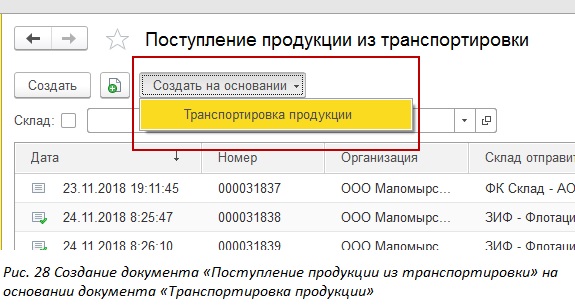 Поступление продукции из транспортировки
Создать
Создать на основании
Транспортировка продукции
Склад:
Дата ↓ Номер Организация Склад отправит
23.11.2018 19:11:45 000031837 ООО Маломырс... ФК Склад - АО
24.11.2018 8:25:47 000031838 ООО Маломырс... ЗИФ - Флотаци
24.11.2018 8:26:10 000031839 ООО Маломырс... ЗИФ - Флотаци
Рис. 28 Создание документа «Поступление продукции из транспортировки» на
основании документа «Транспортировка продукции»